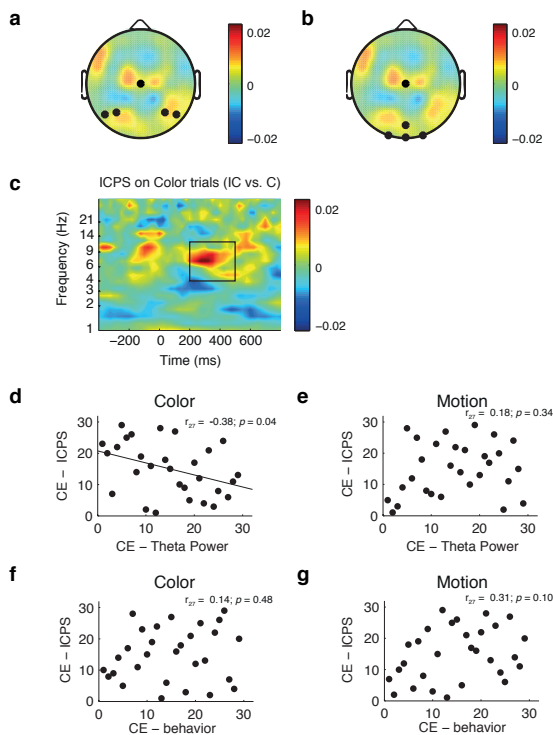 a
b
0.02
0
−0.02
0.02
0
−0.02
c
ICPS on Color trials (IC vs. C)
Frequency (Hz)
21
14
9
6
4
3
2
1
−200 0 200 400 600
Time (ms)
0.02
0
−0.02
d
Color
r27 = -0.38; p = 0.04
CE – ICPS
30
20
10
0
0 10 20 30
CE – Theta Power
e
Motion
r27 = 0.18; p = 0.34
CE – ICPS
30
20
10
0
0 10 20 30
CE – Theta Power
f
Color
r27 = 0.14; p = 0.48
CE – ICPS
30
20
10
0
0 10 20 30
CE – behavior
g
Motion
r27 = 0.31; p = 0.10
CE – ICPS
30
20
10
0
0 10 20 30
CE – behavior